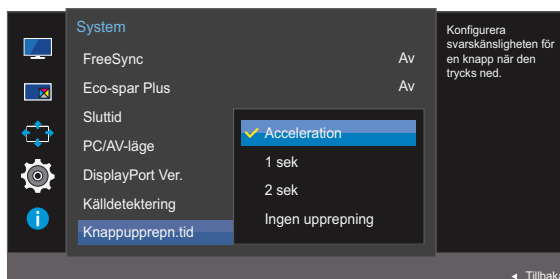 System
FreeSync Av
Eco-spar Plus Av
Sluttid
PC/AV-läge
DisplayPort Ver.
Källdetektering
Knappupprepn.tid
Acceleration
1 sek
2 sek
Ingen upprepning
Konfigurera
svarskänsligheten för
en knapp när den
trycks ned.
Tillbaka